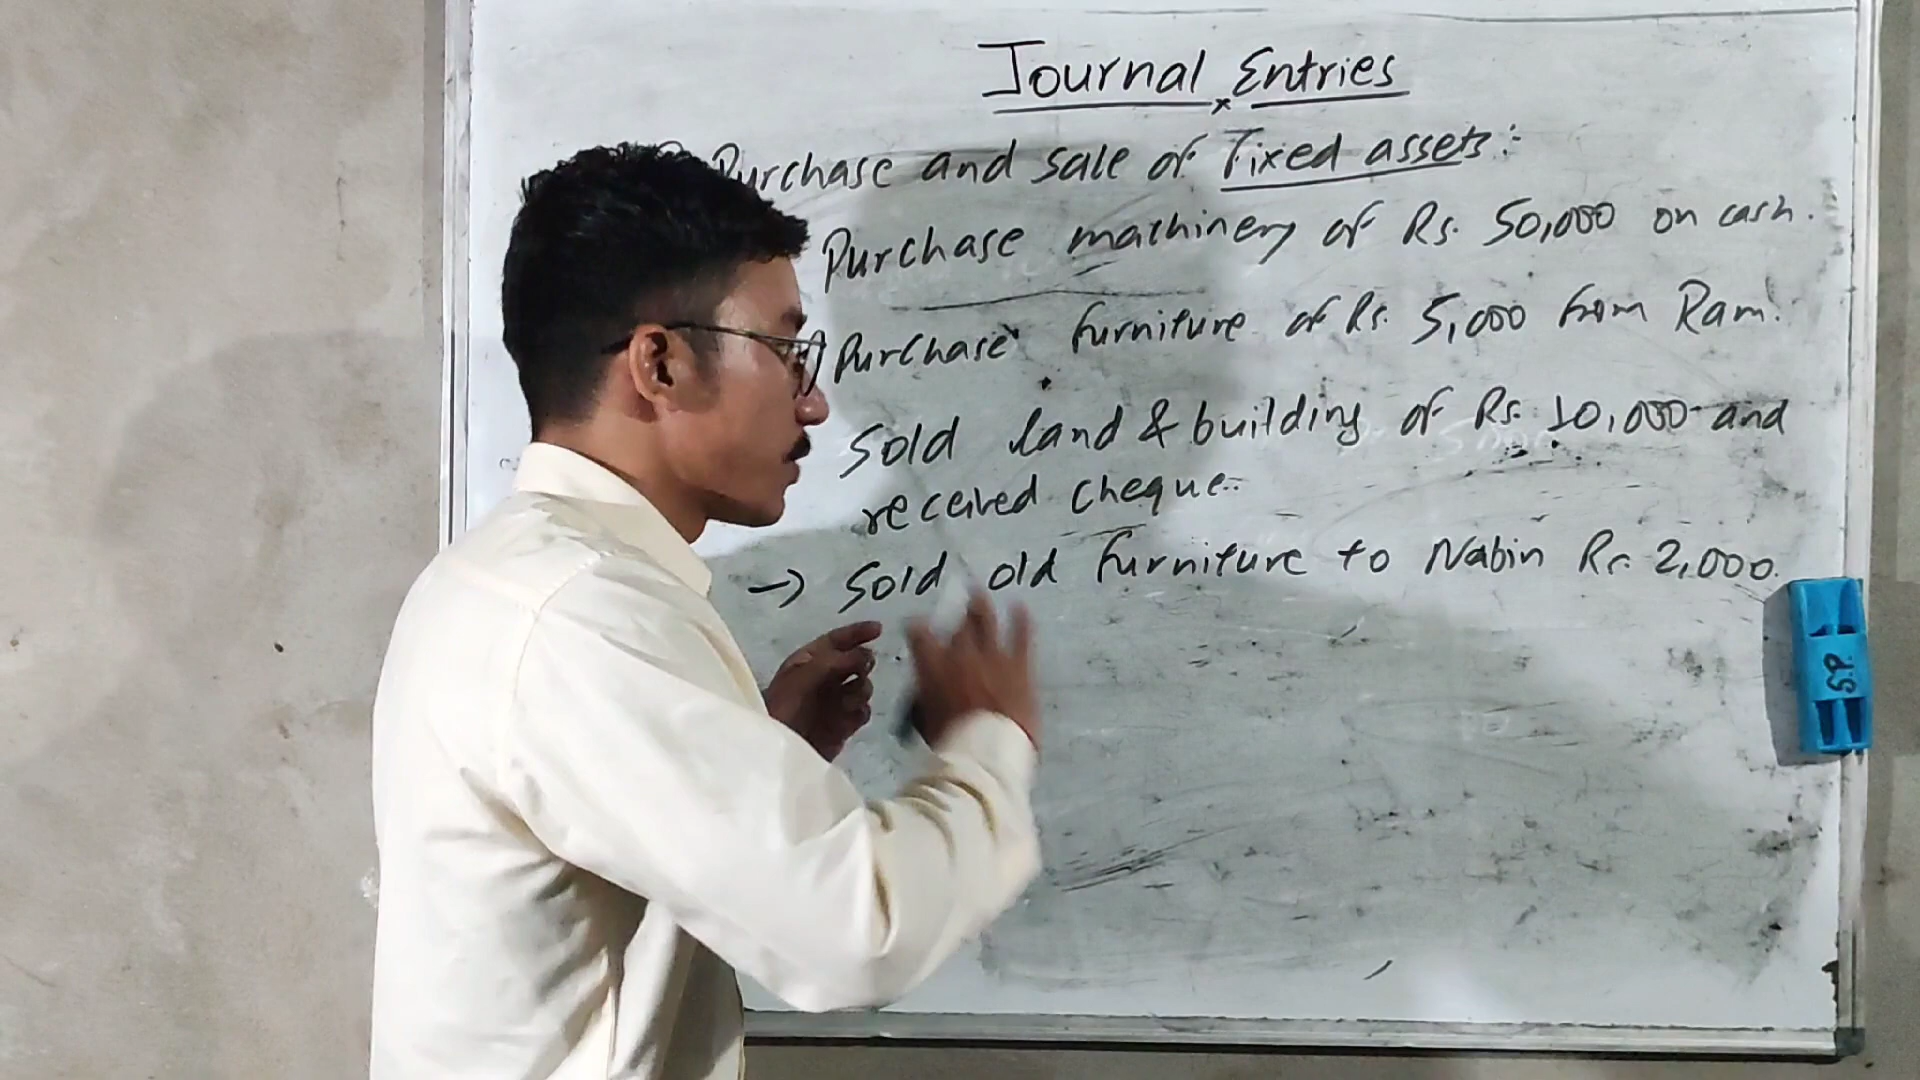 Journal Entries
Purchase and sale of Fixed assets:
Purchase machinery of Rs. 50,000 on cash.
Purchase furniture of Rs. 5,000 from Ram.
Sold land & building of Rs. 10,000 and
received cheque.
→ Sold old furniture to Nabin Rs. 2,000.
S.P.